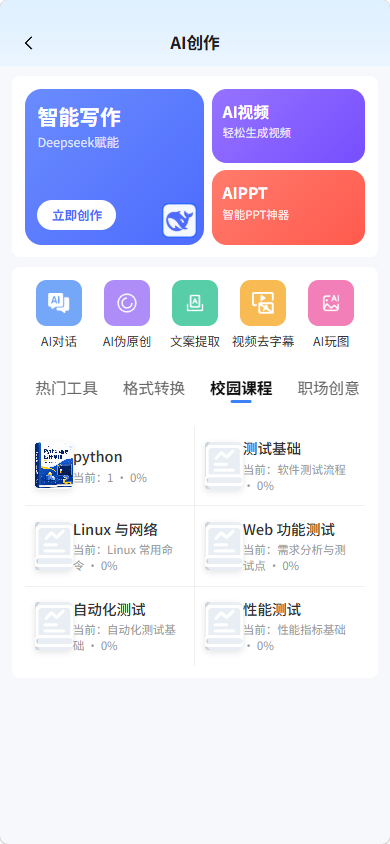 AI创作
智能写作
Deepseek赋能
立即创作
AI视频
轻松生成视频
AIPPT
智能PPT神器
AI
AI
AI
AI对话
AI伪原创
文案提取
视频去字幕
AI玩图
热门工具
格式转换
校园课程
职场创意
python
当前：1 · 0%
测试基础
当前：软件测试流程
· 0%
Linux 与网络
当前：Linux 常用命
令 · 0%
Web 功能测试
当前：需求分析与测
试点 · 0%
自动化测试
当前：自动化测试基
础 · 0%
性能测试
当前：性能指标基础
· 0%